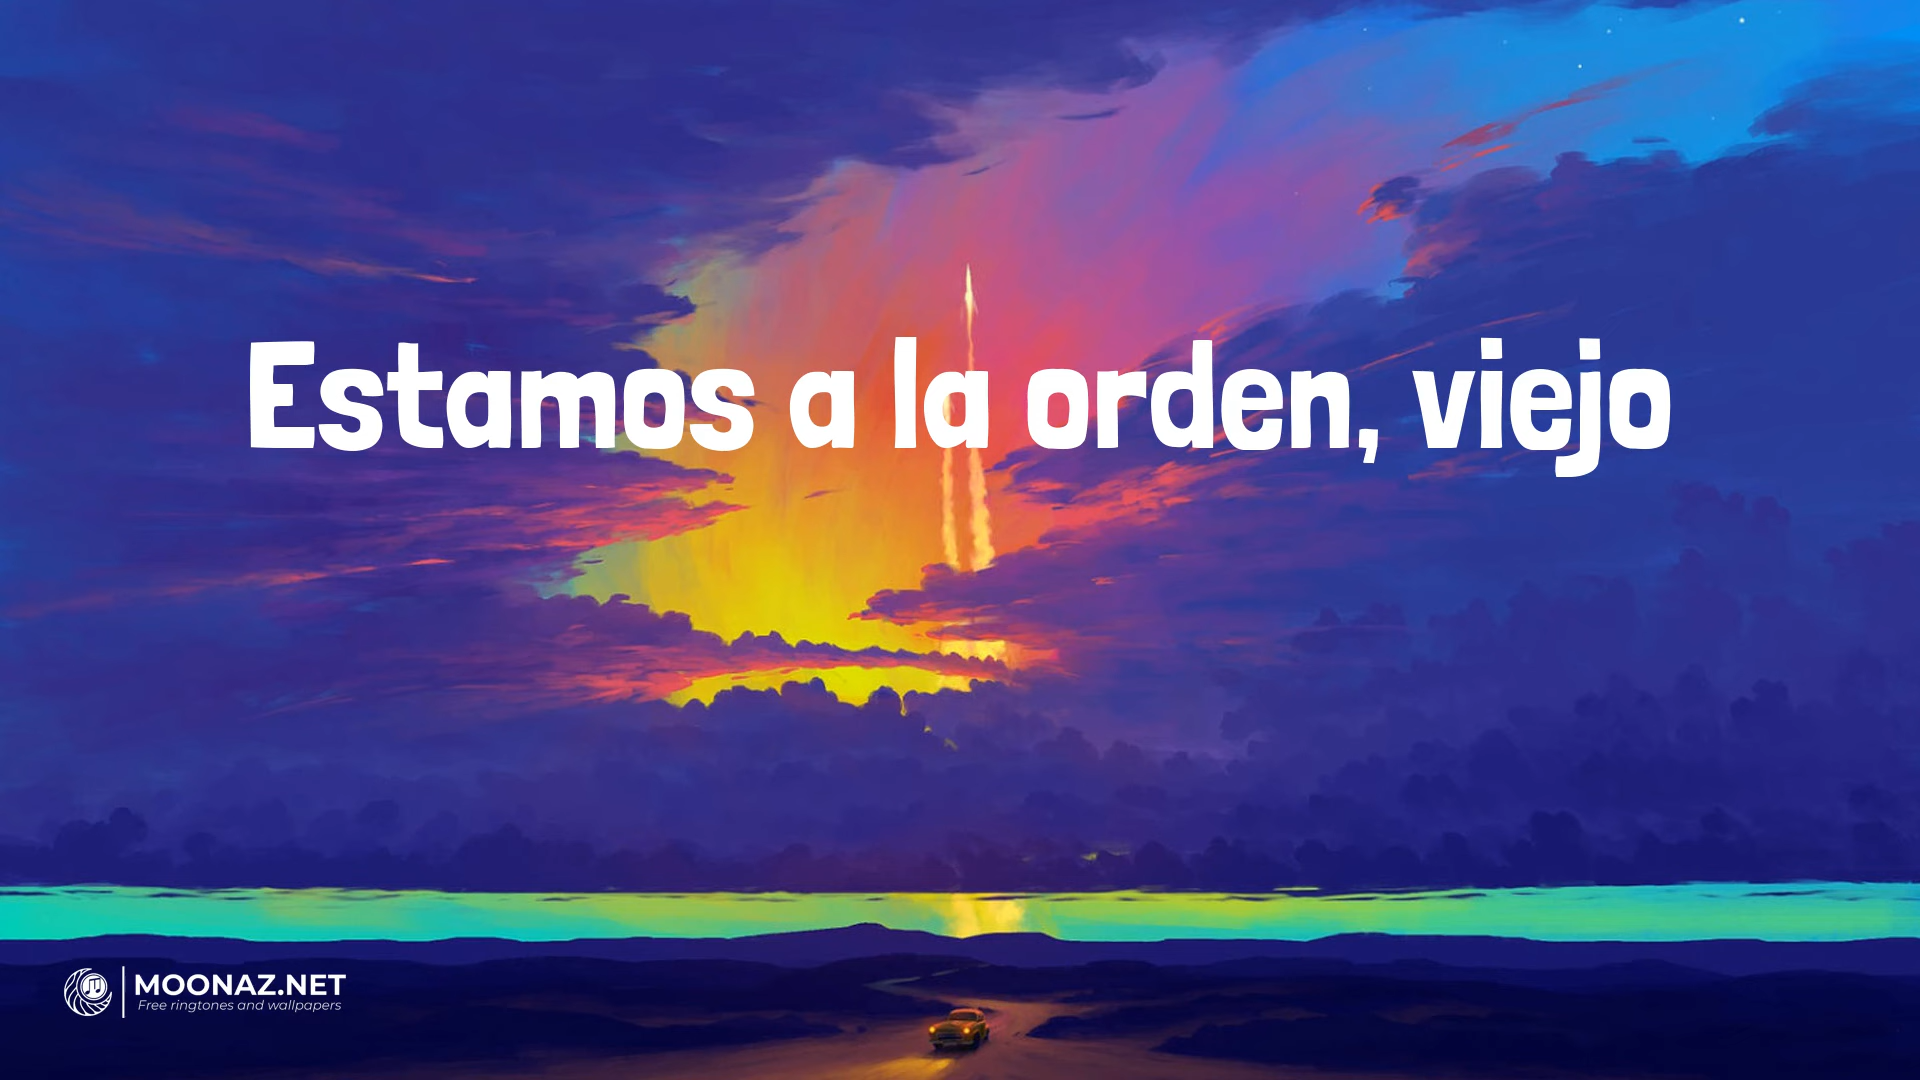 Estamos a la orden, viejo
MOONAZ.NET
Free ringtones and wallpapers